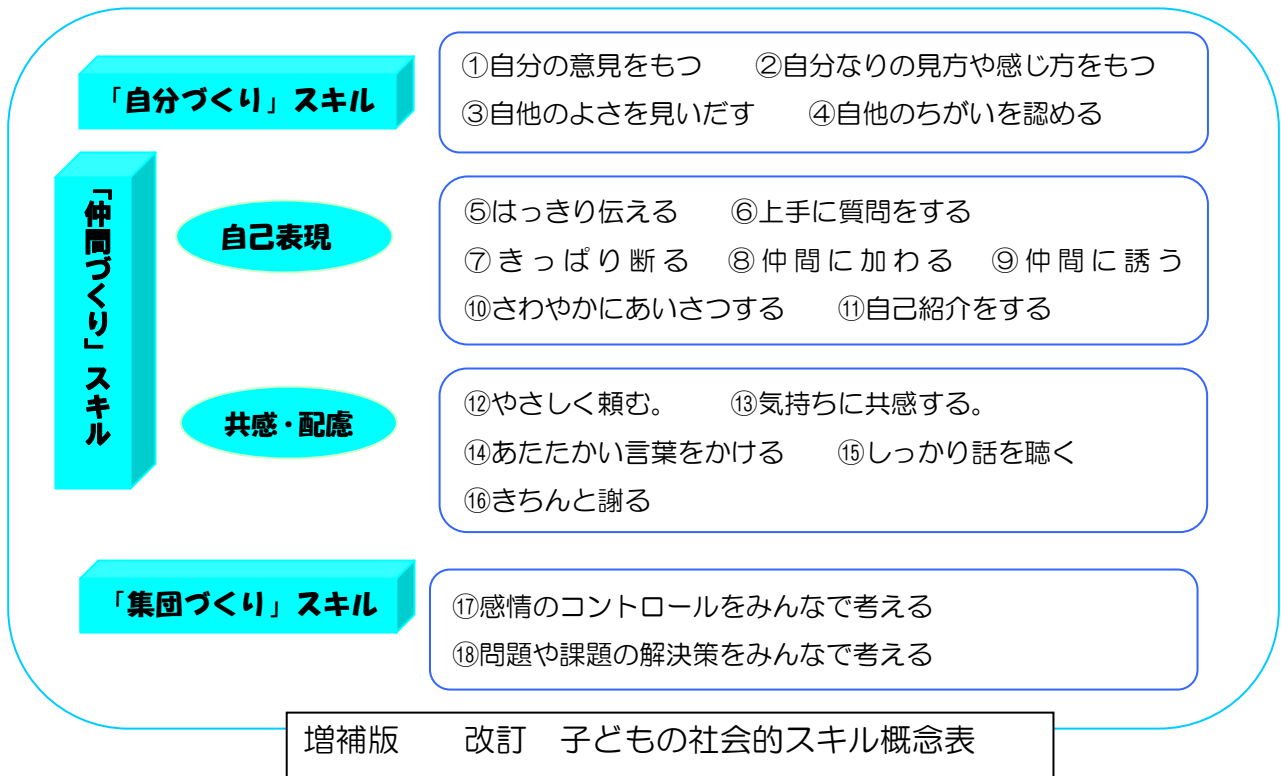 「自分づくり」スキル
①自分の意見をもつ　　②自分なりの見方や感じ方をもつ
③自他のよさを見いだす　　④自他のちがいを認める
「仲間づくり」スキル
自己表現
⑤はっきり伝える　　⑥上手に質問をする
⑦きっぱり断る　⑧仲間に加わる　⑨仲間に誘う
⑩さわやかにあいさつする　　⑪自己紹介をする
共感・配慮
⑫やさしく頼む。　　⑬気持ちに共感する。
⑭あたたかい言葉をかける　　⑮しっかり話を聴く
⑯きちんと謝る
「集団づくり」スキル
⑰感情のコントロールをみんなで考える
⑱問題や課題の解決策をみんなで考える
増補版　　改訂　子どもの社会的スキル概念表